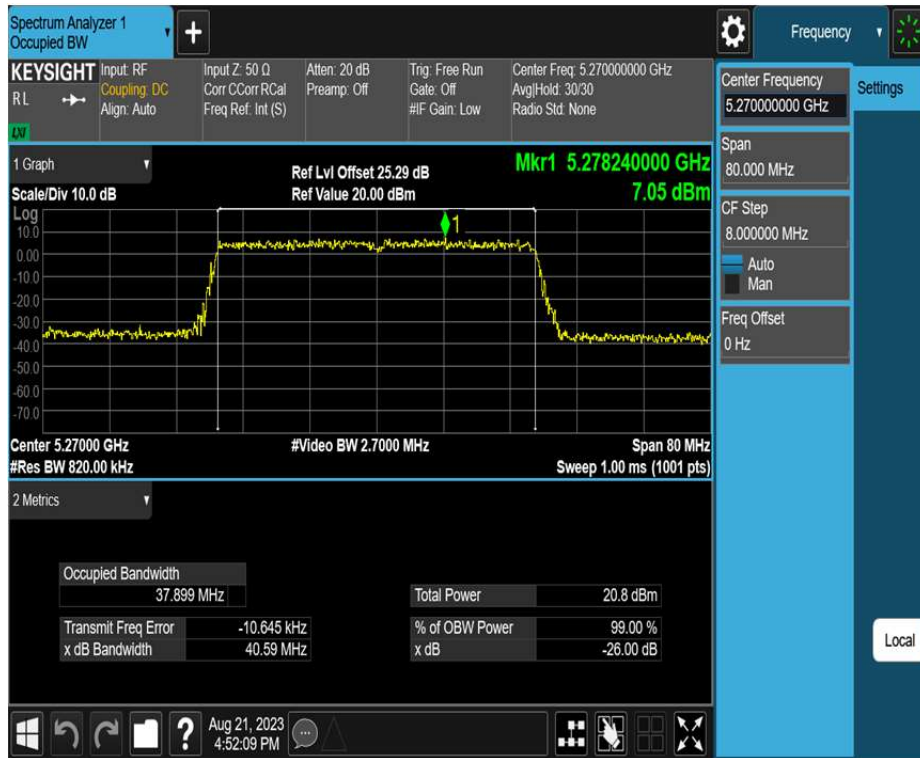 Spectrum Analyzer 1
Occupied BW
+
Frequency
KEYSIGHT
R L
LXI
Input: RF
Coupling: DC
Align: Auto
Input Z: 50 Ω
Corr CCorr RCal
Freq Ref: Int (S)
Atten: 20 dB
Preamp: Off
Trig: Free Run
Gate: Off
#IF Gain: Low
Center Freq: 5.270000000 GHz
Avg|Hold: 30/30
Radio Std: None
Center Frequency
5.270000000 GHz
Settings
Span
80.000 MHz
CF Step
8.000000 MHz
Auto
Man
Freq Offset
0 Hz
Local
1 Graph
Scale/Div 10.0 dB
Ref Lvl Offset 25.29 dB
Ref Value 20.00 dBm
Mkr1 5.278240000 GHz
7.05 dBm
Log
10.0
0.00
-10.0
-20.0
-30.0
-40.0
-50.0
-60.0
-70.0
1
Center 5.27000 GHz
#Res BW 820.00 kHz
#Video BW 2.7000 MHz
Span 80 MHz
Sweep 1.00 ms (1001 pts)
2 Metrics
Occupied Bandwidth
37.899 MHz
Transmit Freq Error -10.645 kHz
x dB Bandwidth 40.59 MHz
Total Power 20.8 dBm
% of OBW Power 99.00 %
x dB -26.00 dB
?
Aug 21, 2023
4:52:09 PM